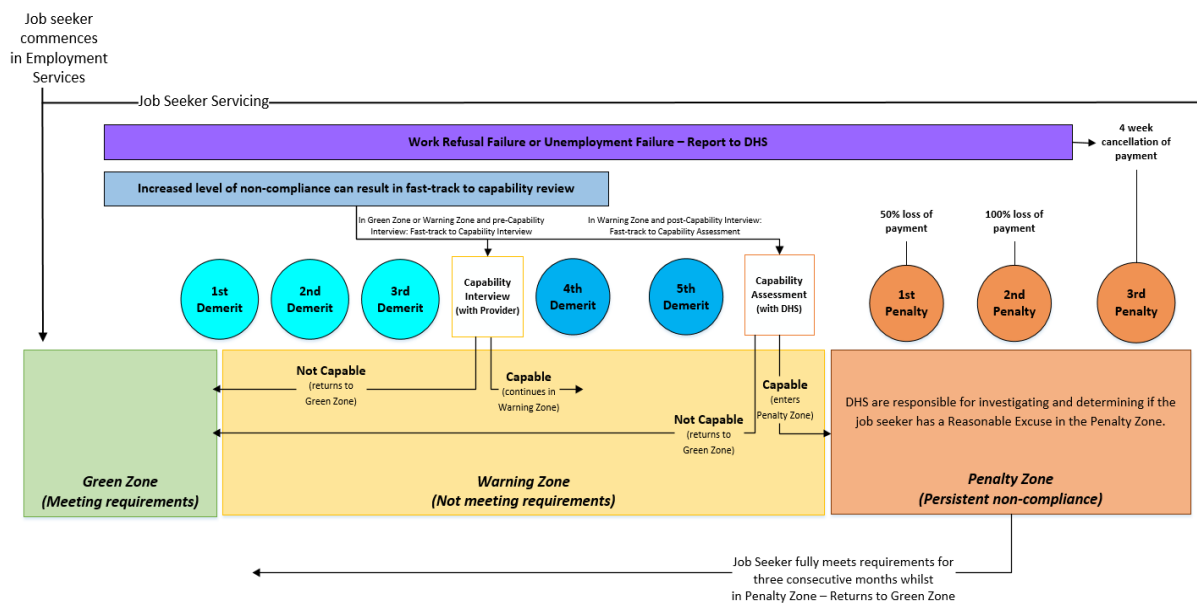 Job seeker
commences
in Employment
Services
Job Seeker Servicing
Work Refusal Failure or Unemployment Failure – Report to DHS
4 week
cancellation of
payment
Increased level of non-compliance can result in fast-track to capability review
In Green Zone or Warning Zone and pre-Capability
Interview: Fast-track to Capability Interview
In Warning Zone and post-Capability Interview:
Fast-track to Capability Assessment
50% loss of
payment
100% loss of
payment
1st
Demerit
2nd
Demerit
3rd
Demerit
Capability
Interview
(with Provider)
4th
Demerit
5th
Demerit
Capability
Assessment
(with DHS)
1st
Penalty
2nd
Penalty
3rd
Penalty
Not Capable
(returns to
Green Zone)
Capable
(continues in
Warning Zone)
Not Capable
(returns to
Green Zone)
Capable
(enters
Penalty Zone)
DHS are responsible for investigating and determining if the
job seeker has a Reasonable Excuse in the Penalty Zone.
Green Zone
(Meeting requirements)
Warning Zone
(Not meeting requirements)
Penalty Zone
(Persistent non-compliance)
Job Seeker fully meets requirements for
three consecutive months whilst
in Penalty Zone – Returns to Green Zone